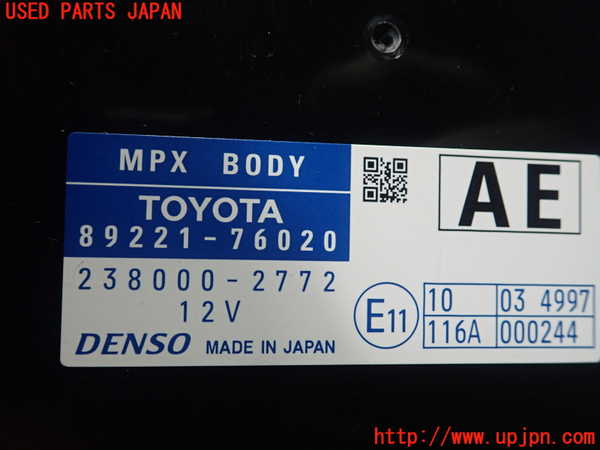 USED PARTS JAPAN
MPX BODY
TOYOTA
89221-76020
238000-2772
12V
DENSO MADE IN JAPAN
AE
E11
10 03 4997
116A 000244
http://www.upjpn.com/